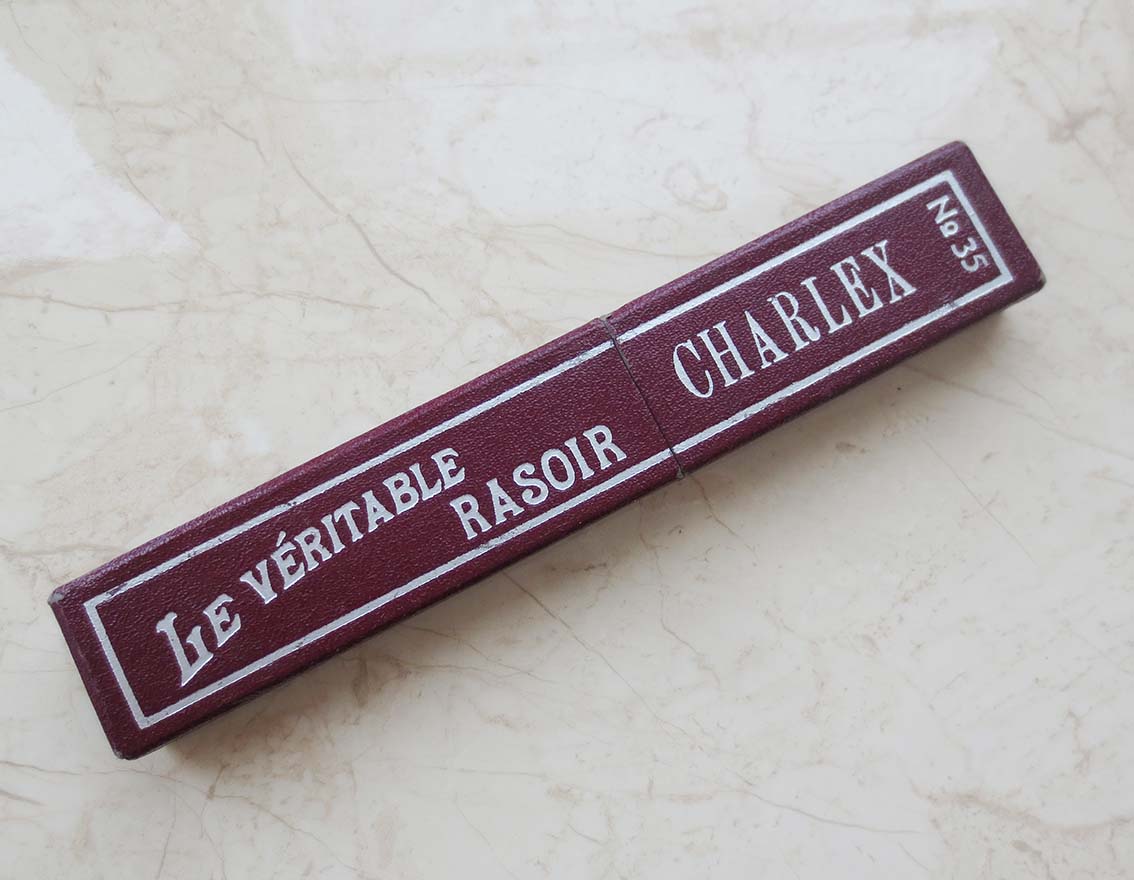 LE VÉRITABLE
RASOIR
CHARLEX
No 35